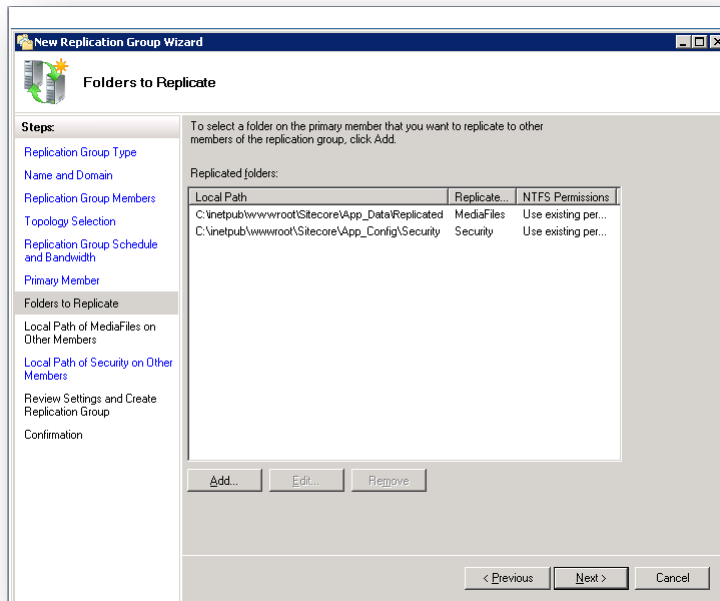 New Replication Group Wizard
Folders to Replicate
Steps:
Replication Group Type
Name and Domain
Replication Group Members
Topology Selection
Replication Group Schedule
and Bandwidth
Primary Member
Folders to Replicate
Local Path of MediaFiles on
Other Members
Local Path of Security on Other
Members
Review Settings and Create
Replication Group
Confirmation
To select a folder on the primary member that you want to replicate to other
members of the replication group, click Add.
Replicated folders:
Local Path Replicate... NTFS Permissions
C:\inetpub\wwwroot\Sitecore\App_Data\Replicated MediaFiles Use existing per...
C:\inetpub\wwwroot\Sitecore\App_Config\Security Security Use existing per...
Add... Edit... Remove
< Previous Next > Cancel